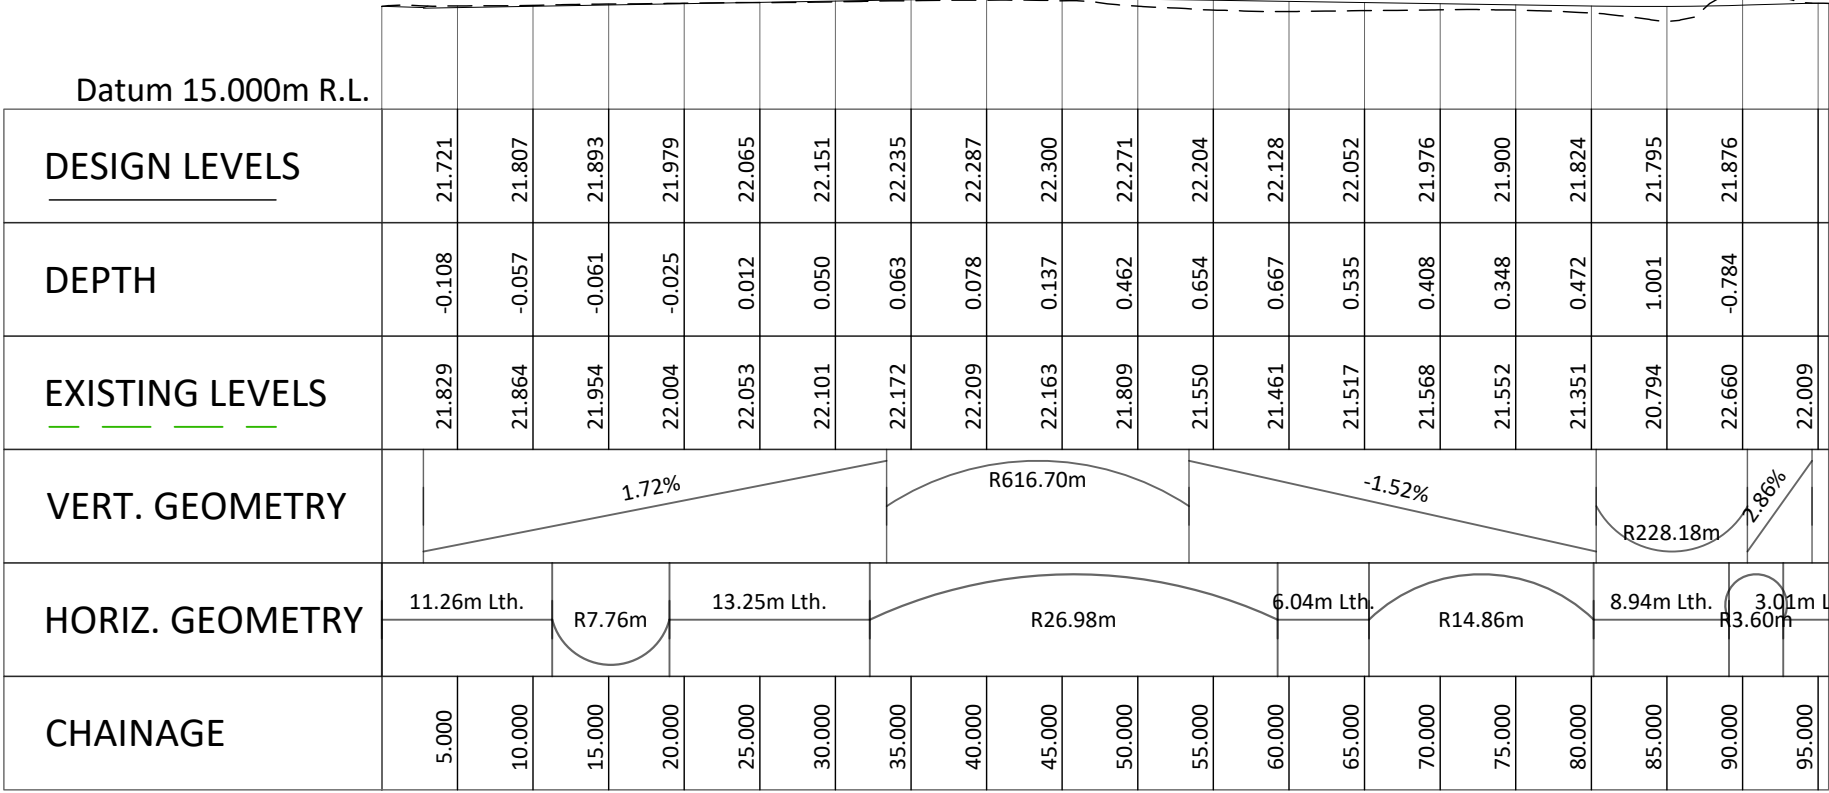 Datum 15.000m R.L.
DESIGN LEVELS 21.721 21.807 21.893 21.979 22.065 22.151 22.235 22.287 22.300 22.271 22.204 22.128 22.052 21.976 21.900 21.824 21.795 21.876
DEPTH -0.108 -0.057 -0.061 -0.025 0.012 0.050 0.063 0.078 0.137 0.462 0.654 0.667 0.535 0.408 0.348 0.472 1.001 -0.784
EXISTING LEVELS 21.829 21.864 21.954 22.004 22.053 22.101 22.172 22.209 22.163 21.809 21.550 21.461 21.517 21.568 21.552 21.351 20.794 22.660 22.009
VERT. GEOMETRY 1.72% R616.70m -1.52% R228.18m 2.86%
HORIZ. GEOMETRY 11.26m Lth. R7.76m 13.25m Lth. R26.98m 6.04m Lth. R14.86m 8.94m Lth. R3.60m 3.01m L
CHAINAGE 5.000 10.000 15.000 20.000 25.000 30.000 35.000 40.000 45.000 50.000 55.000 60.000 65.000 70.000 75.000 80.000 85.000 90.000 95.000